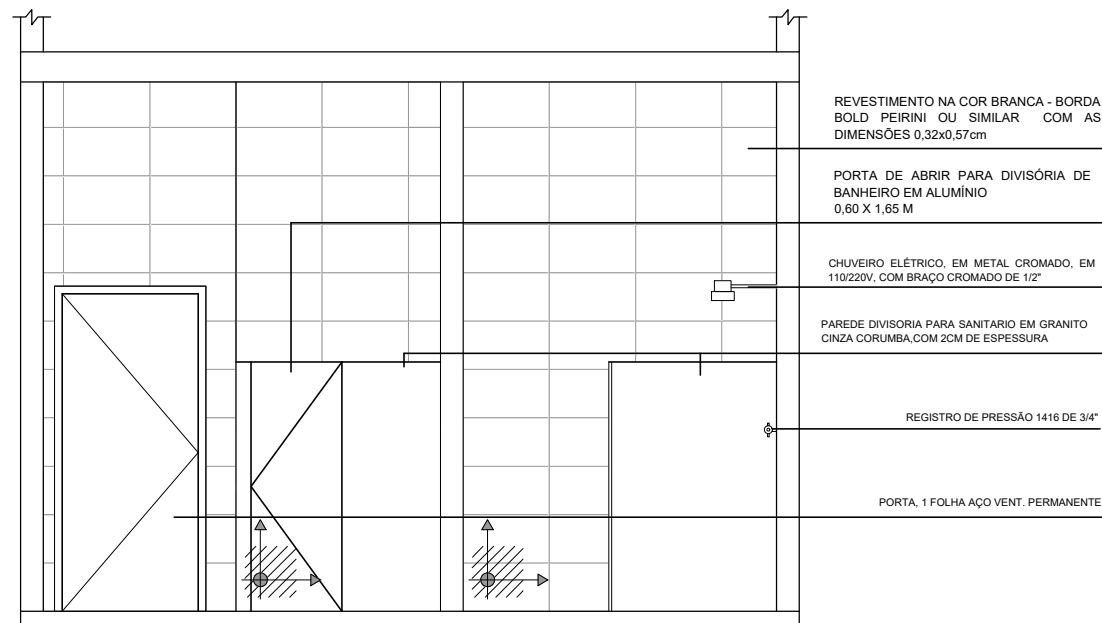 REVESTIMENTO NA COR BRANCA - BORDA
BOLD PEIRINI OU SIMILAR COM AS
DIMENSÕES 0,32x0,57cm
PORTA DE ABRIR PARA DIVISÓRIA DE
BANHEIRO EM ALUMÍNIO
0,60 X 1,65 M
CHUVEIRO ELÉTRICO, EM METAL CROMADO, EM
110/220V, COM BRAÇO CROMADO DE 1/2"
PAREDE DIVISORIA PARA SANITARIO EM GRANITO
CINZA CORUMBA,COM 2CM DE ESPESSURA
REGISTRO DE PRESSÃO 1416 DE 3/4"
PORTA, 1 FOLHA AÇO VENT. PERMANENTE